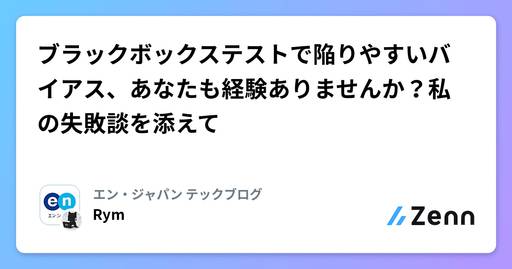 ブラックボックステストで陥りやすいバ
イアス、あなたも経験ありませんか？私
の失敗談を添えて
en
エン・ジャパン テックブログ
Rym
Zenn